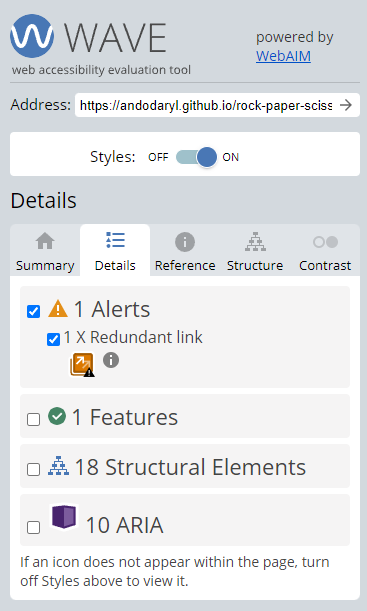 WAVE
web accessibility evaluation tool
powered by
WebAIM
Address: https://andodaryl.github.io/rock-paper-sciss
Styles: OFF ON
Details
Summary Details Reference Structure Contrast
1 Alerts
1 X Redundant link
1 Features
18 Structural Elements
10 ARIA
If an icon does not appear within the page, turn
off Styles above to view it.